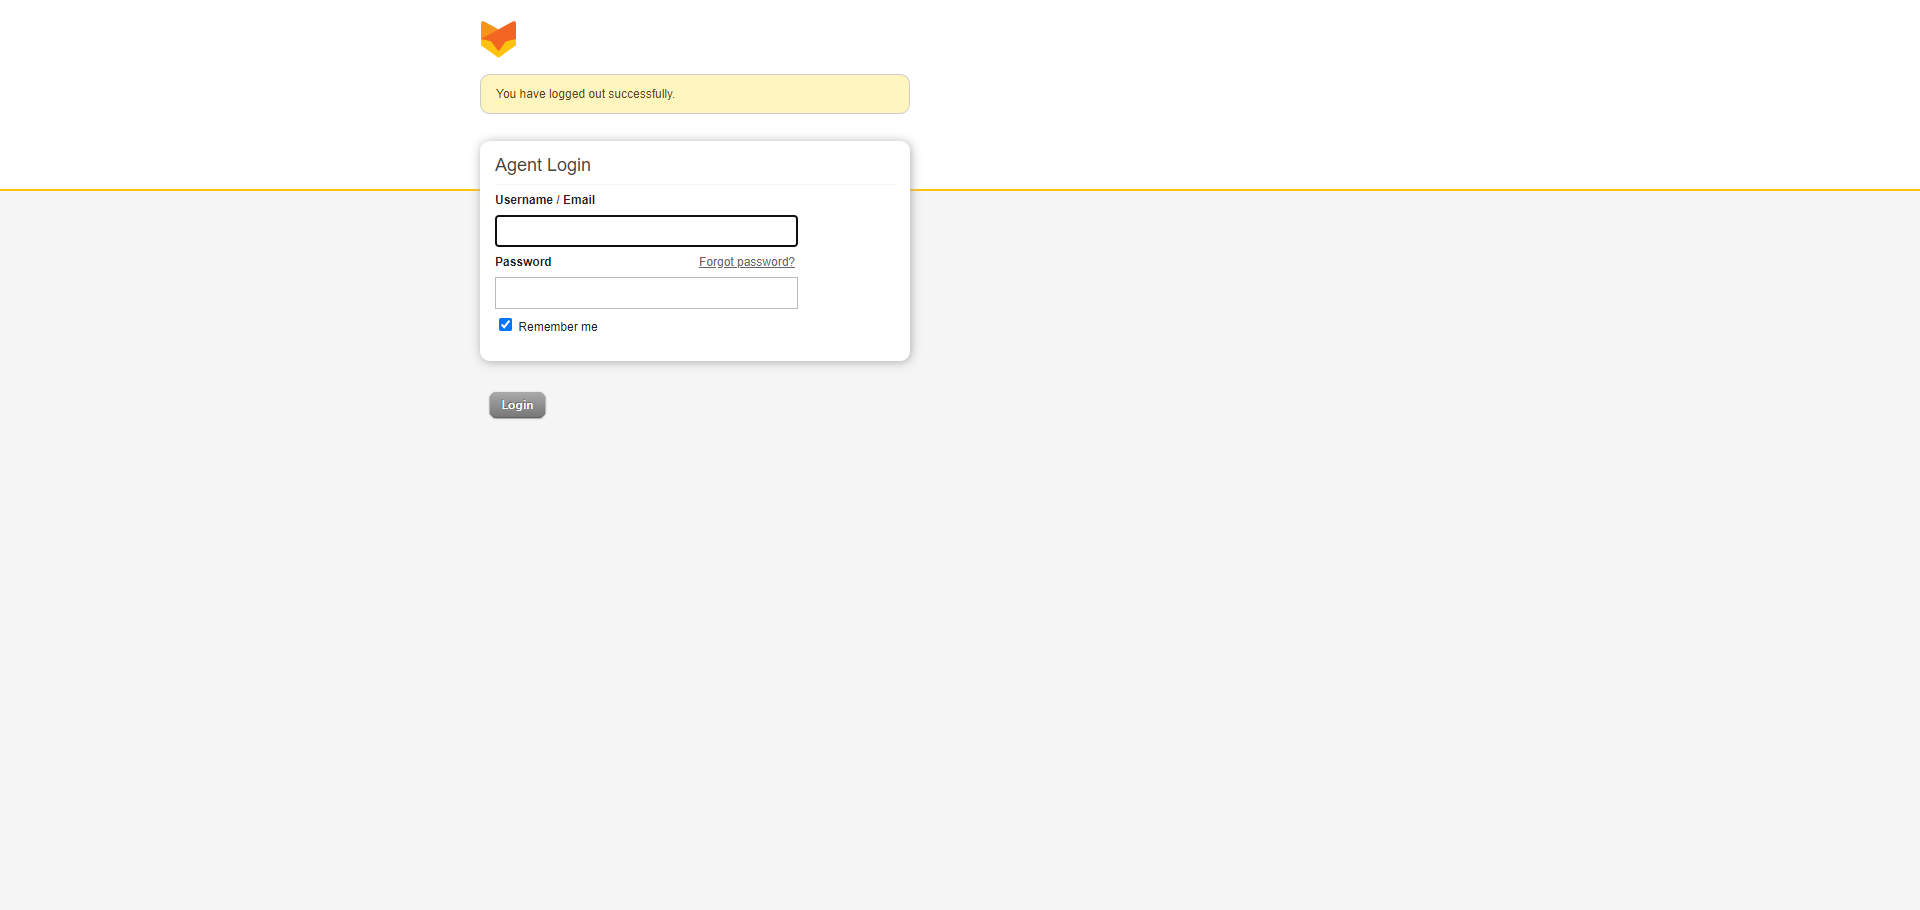 You have logged out successfully.
Agent Login
Username / Email
Password Forgot password?
Remember me
Login